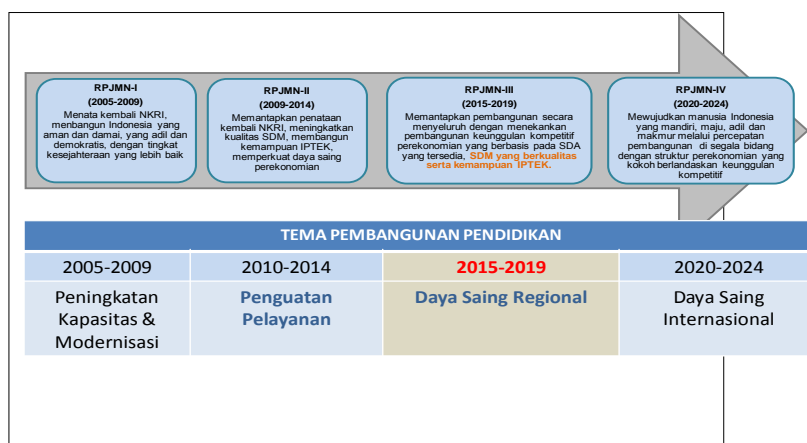 RPJMN-I
(2005-2009)
Menata kembali NKRI,
menbangun Indonesia yang
aman dan damai, yang adil dan
demokratis, dengan tingkat
kesejahteraan yang lebih baik
RPJMN-II
(2009-2014)
Memantapkan penataan
kembali NKRI, meningkatkan
kualitas SDM, membangun
kemampuan IPTEK,
memperkuat daya saing
perekonomian
RPJMN-III
(2015-2019)
Memantapkan pembangunan secara
menyeluruh dengan menekankan
pembangunan keunggulan kompetitif
perekonomian yang berbasis pada SDA
yang tersedia, SDM yang berkualitas
serta kemampuan IPTEK.
RPJMN-IV
(2020-2024)
Mewujudkan manusia Indonesia
yang mandiri, maju, adil dan
makmur melalui percepatan
pembangunan di segala bidang
dengan struktur perekonomian yang
kokoh berlandaskan keunggulan
kompetitif
TEMA PEMBANGUNAN PENDIDIKAN
2005-2009
2010-2014
2015-2019
2020-2024
Peningkatan
Kapasitas &
Modernisasi
Penguatan
Pelayanan
Daya Saing Regional
Daya Saing
Internasional